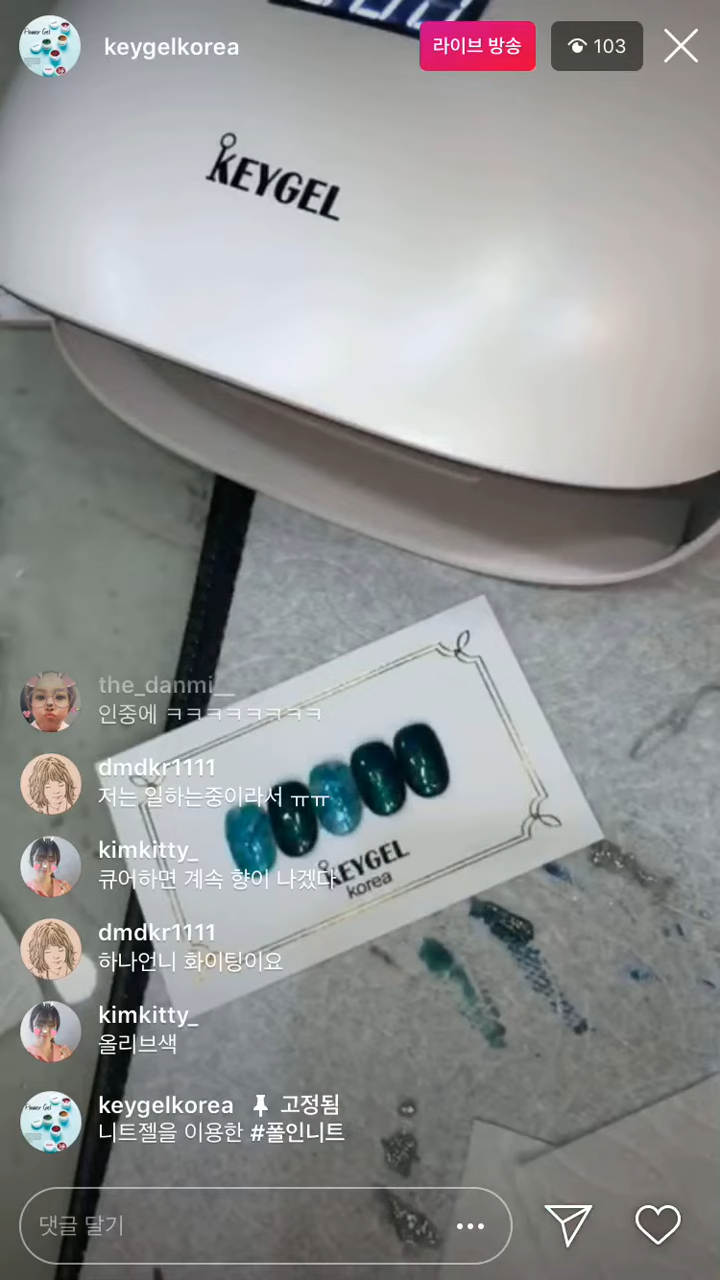 keygelkorea
라이브 방송
103
KEYGEL
the_danmi__
인중에 ㅋㅋㅋㅋㅋㅋㅋㅋ
dmdkr1111
저는 일하는중이라서 ㅠㅠ
kimkitty_
큐어하면 계속 향이 나겠다
KEYGEL
korea
dmdkr1111
하나언니 화이팅이요
kimkitty_
올리브색
keygelkorea 고정됨
니트젤을 이용한 #폴인니트
댓글 달기